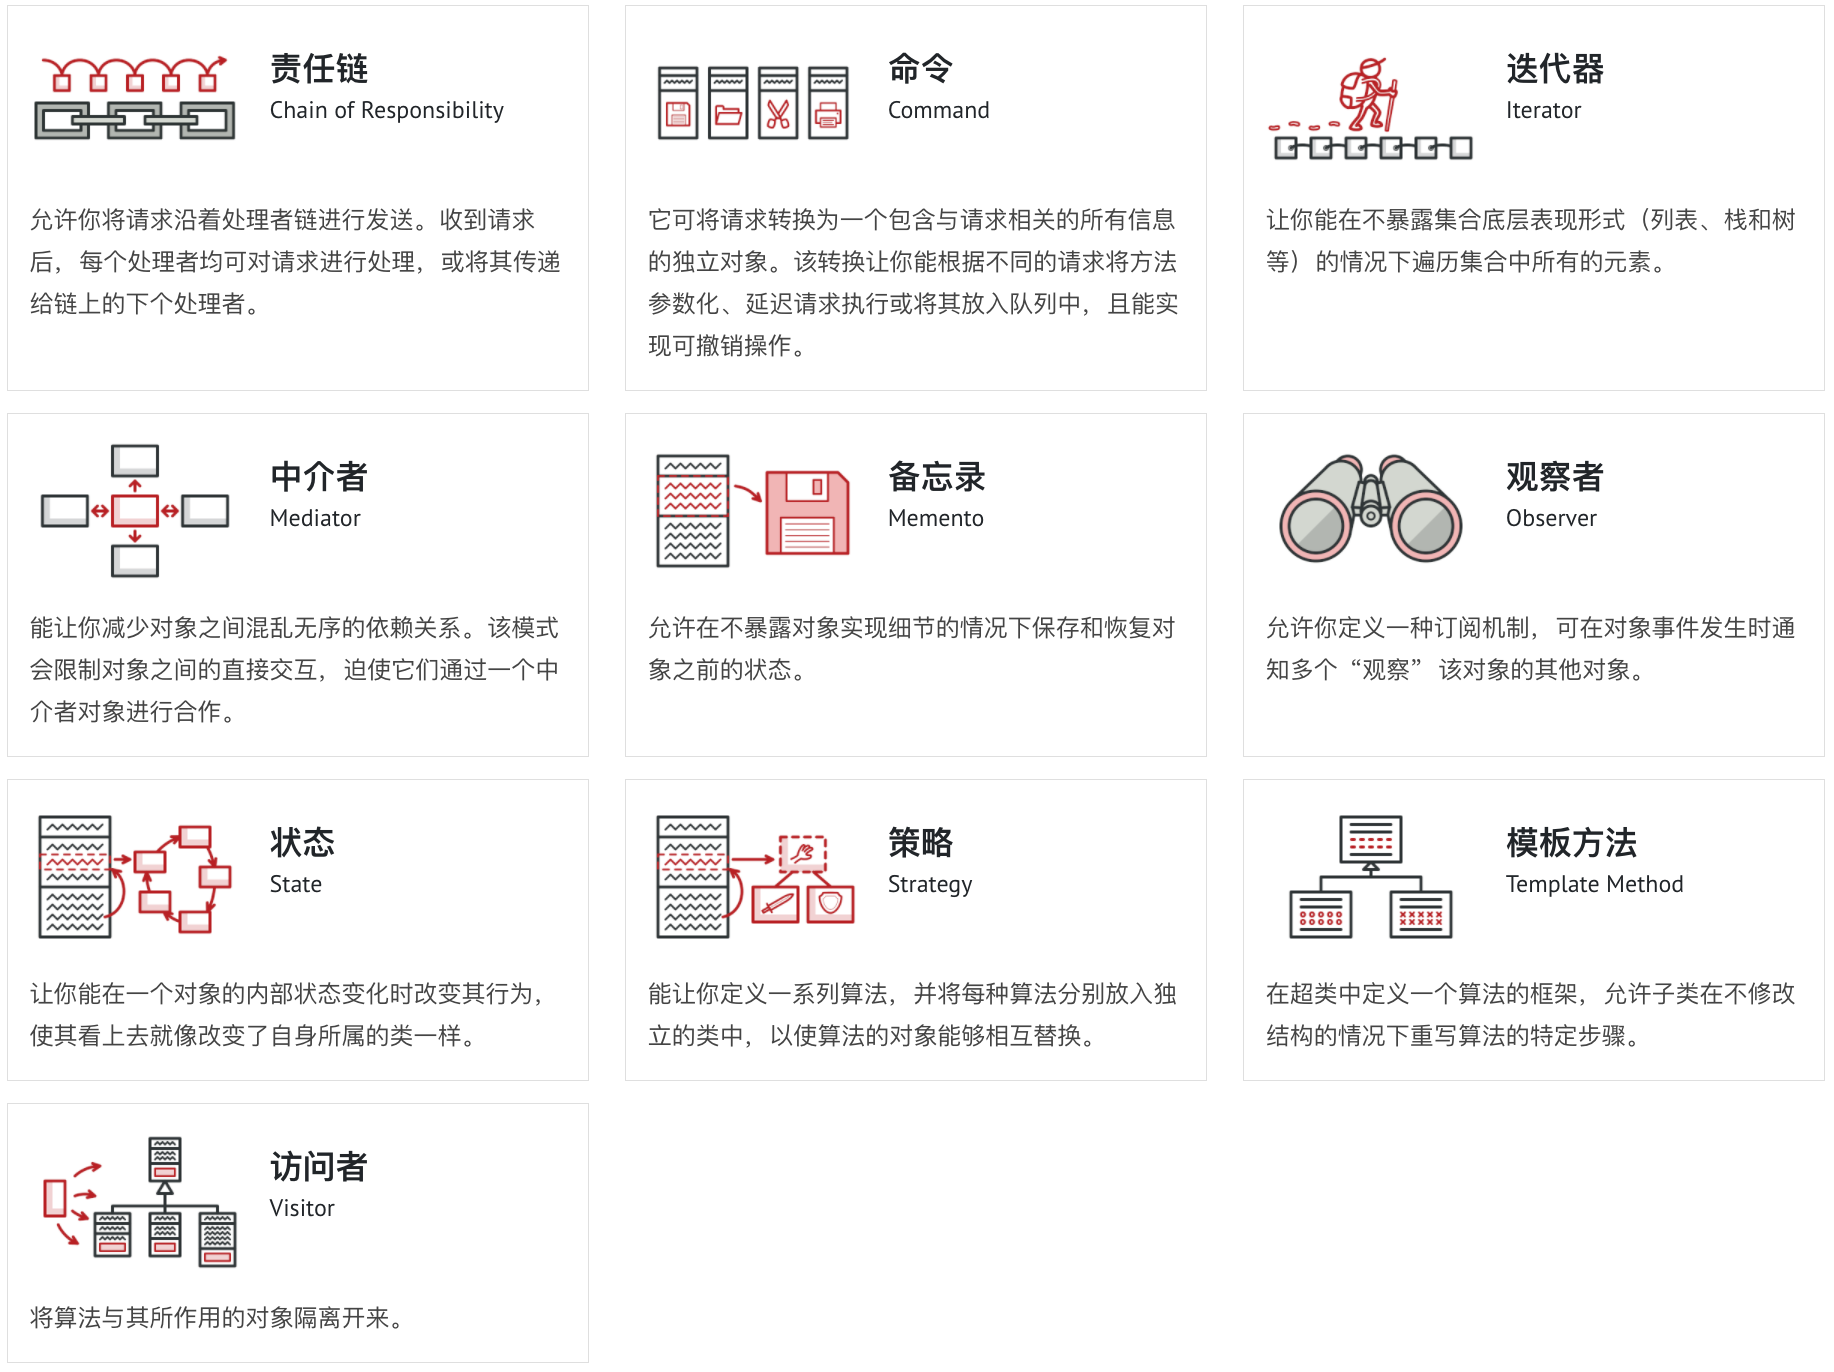 责任链
Chain of Responsibility
允许你将请求沿着处理者链进行发送。收到请求
后，每个处理者均可对请求进行处理，或将其传递
给链上的下个处理者。
命令
Command
它可将请求转换为一个包含与请求相关的所有信息
的独立对象。该转换让你能根据不同的请求将方法
参数化、延迟请求执行或将其放入队列中，且能实
现可撤销操作。
迭代器
Iterator
让你能在不暴露集合底层表现形式（列表、栈和树
等）的情况下遍历集合中所有的元素。
中介者
Mediator
能让你减少对象之间混乱无序的依赖关系。该模式
会限制对象之间的直接交互，迫使它们通过一个中
介者对象进行合作。
备忘录
Memento
允许在不暴露对象实现细节的情况下保存和恢复对
象之前的状态。
观察者
Observer
允许你定义一种订阅机制，可在对象事件发生时通
知多个“观察”该对象的其他对象。
状态
State
让你能在一个对象的内部状态变化时改变其行为，
使其看上去就像改变了自身所属的类一样。
策略
Strategy
能让你定义一系列算法，并将每种算法分别放入独
立的类中，以使算法的对象能够相互替换。
模板方法
Template Method
在超类中定义一个算法的框架，允许子类在不修改
结构的情况下重写算法的特定步骤。
访问者
Visitor
将算法与其所作用的对象隔离开来。